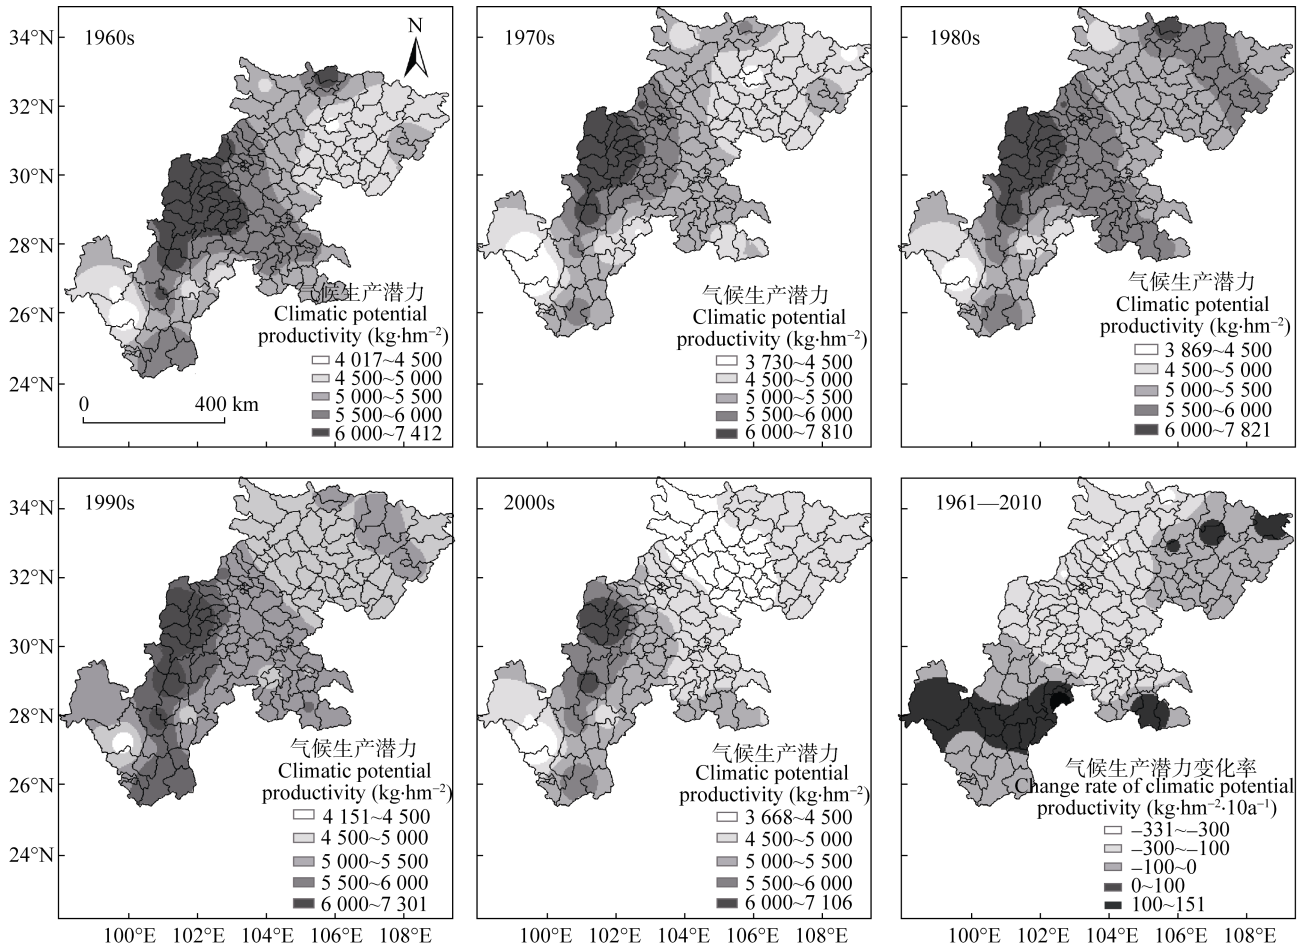 34°N
32°N
30°N
28°N
26°N
24°N
1960s
N
气候生产潜力
Climatic potential
productivity (kg·hm⁻²)
4 017~4 500
4 500~5 000
5 000~5 500
5 500~6 000
6 000~7 412
0 400 km
1970s
气候生产潜力
Climatic potential
productivity (kg·hm⁻²)
3 730~4 500
4 500~5 000
5 000~5 500
5 500~6 000
6 000~7 810
1980s
气候生产潜力
Climatic potential
productivity (kg·hm⁻²)
3 869~4 500
4 500~5 000
5 000~5 500
5 500~6 000
6 000~7 821
34°N
32°N
30°N
28°N
26°N
24°N
1990s
气候生产潜力
Climatic potential
productivity (kg·hm⁻²)
4 151~4 500
4 500~5 000
5 000~5 500
5 500~6 000
6 000~7 301
100°E 102°E 104°E 106°E 108°E
2000s
气候生产潜力
Climatic potential
productivity (kg·hm⁻²)
3 668~4 500
4 500~5 000
5 000~5 500
5 500~6 000
6 000~7 106
100°E 102°E 104°E 106°E 108°E
1961—2010
气候生产潜力变化率
Change rate of climatic potential
productivity (kg·hm⁻²·10a⁻¹)
–331~–300
–300~–100
–100~0
0~100
100~151
100°E 102°E 104°E 106°E 108°E